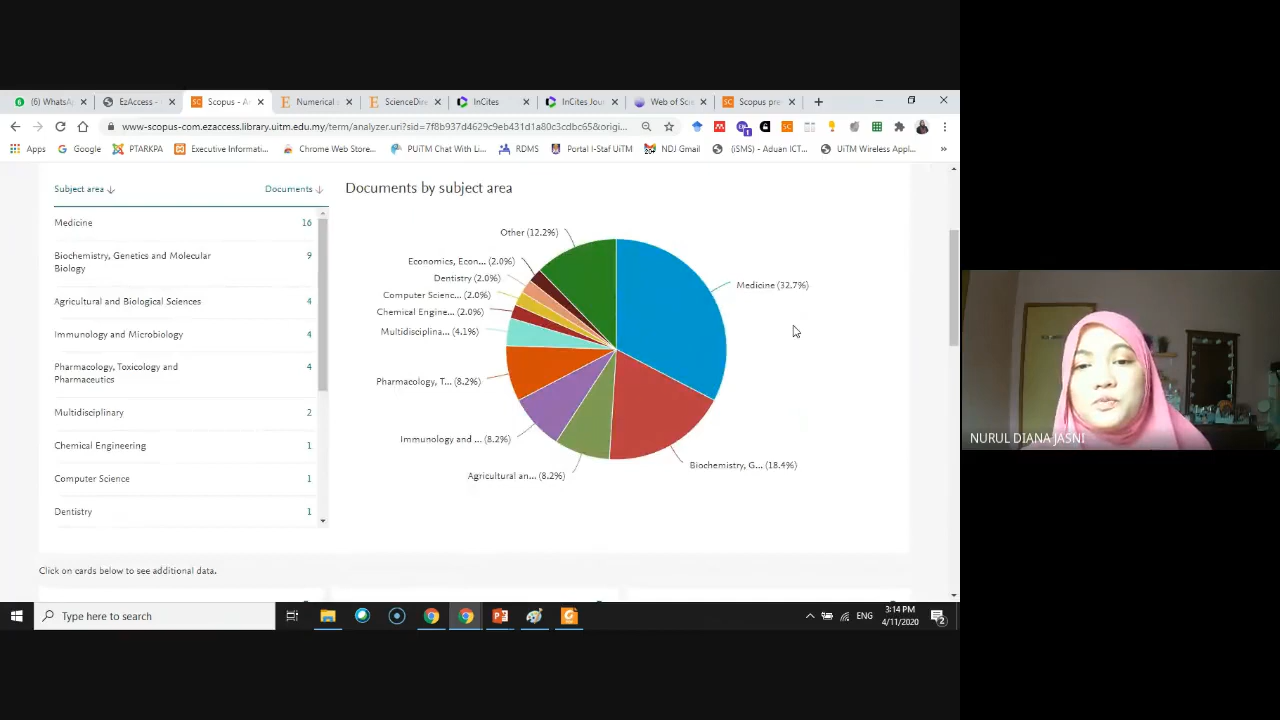 (6) WhatsA
EzAccess -
Scopus - A
Numerical
ScienceDire
InCites
InCites Jou
Web of Scie
Scopus pre
www-scopus-com.ezaccess.library.uitm.edu.my/term/analyzer.uri?sid=7f8b937d4629c9eb431d1a80c3cdbc65&origi...
Apps
Google
PTARKPA
Executive Informati...
Chrome Web Store...
PUiTM Chat With Li...
RDMS
Portal I-Staf UiTM
NDJ Gmail
(iSMS) - Aduan ICT...
UiTM Wireless Appl...
Subject area
Documents
Medicine 16
Biochemistry, Genetics and Molecular 9
Biology
Agricultural and Biological Sciences 4
Immunology and Microbiology 4
Pharmacology, Toxicology and 4
Pharmaceutics
Multidisciplinary 2
Chemical Engineering 1
Computer Science 1
Dentistry 1
Documents by subject area
Other (12.2%)
Economics, Econ... (2.0%)
Dentistry (2.0%)
Computer Scienc... (2.0%)
Chemical Engine... (2.0%)
Multidisciplina... (4.1%)
Pharmacology, T... (8.2%)
Immunology and ... (8.2%)
Agricultural an... (8.2%)
Medicine (32.7%)
Biochemistry, G... (18.4%)
Click on cards below to see additional data.
NURUL DIANA JASNI
Type here to search
ENG
3:14 PM
4/11/2020
2